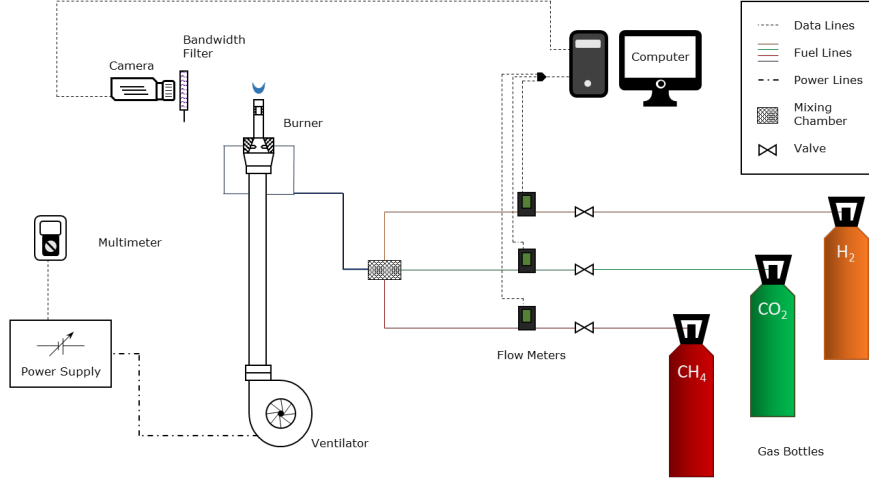 Bandwidth
Filter
Camera
Burner
Computer
Data Lines
Fuel Lines
Power Lines
Mixing
Chamber
Valve
Multimeter
H₂
CO₂
CH₄
Flow Meters
Power Supply
Ventilator
Gas Bottles